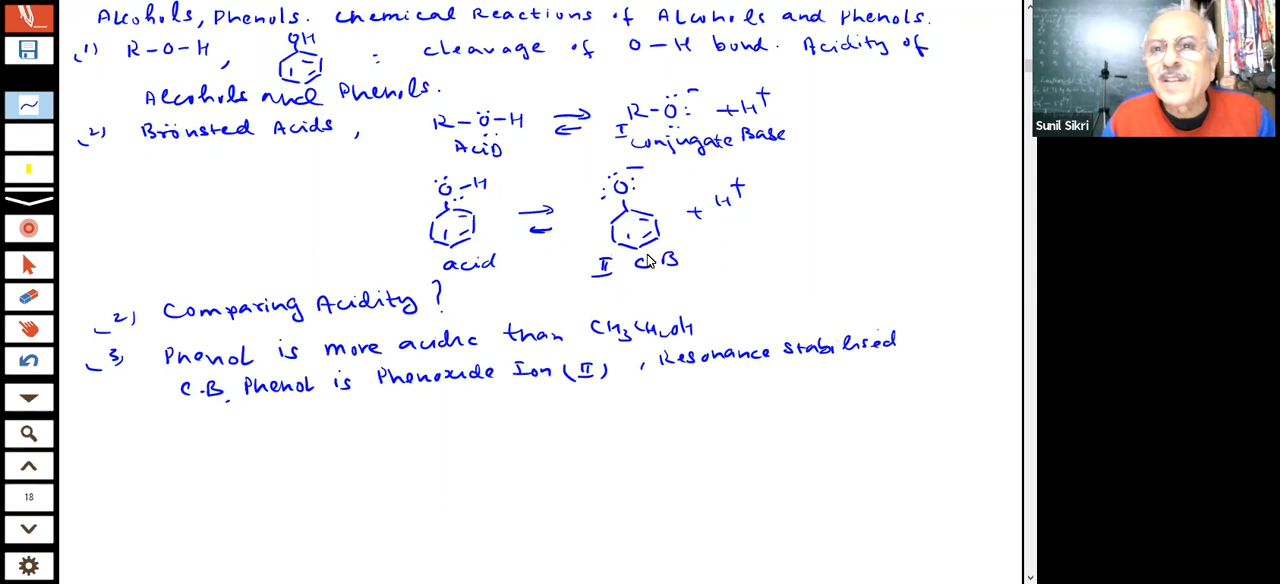 Alcohols, Phenols. Chemical Reactions of Alcohols and Phenols.
1) R-O-H, OH = cleavage of O-H bond. Acidity of
Alcohols and Phenols.
2) Brönsted Acids, R-O-H ⇌ R-O:⁻ + H⁺
AciD I Conjugate Base
O-H ⇌ :O:⁻ + H⁺
acid II C B
2) Comparing Acidity?
3) Phenol is more acidic than CH3CH2OH
C.B. Phenol is Phenoxide Ion (II), Resonance stabilised
18
Sunil Sikri